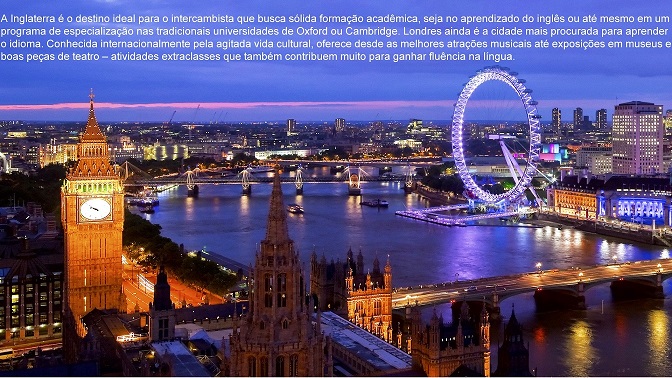 A Inglaterra é o destino ideal para o intercambista que busca sólida formação acadêmica, seja no aprendizado do inglês ou até mesmo em um
programa de especialização nas tradicionais universidades de Oxford ou Cambridge. Londres ainda é a cidade mais procurada para aprender
o idioma. Conhecida internacionalmente pela agitada vida cultural, oferece desde as melhores atrações musicais até exposições em museus e
boas peças de teatro – atividades extraclasses que também contribuem muito para ganhar fluência na língua.